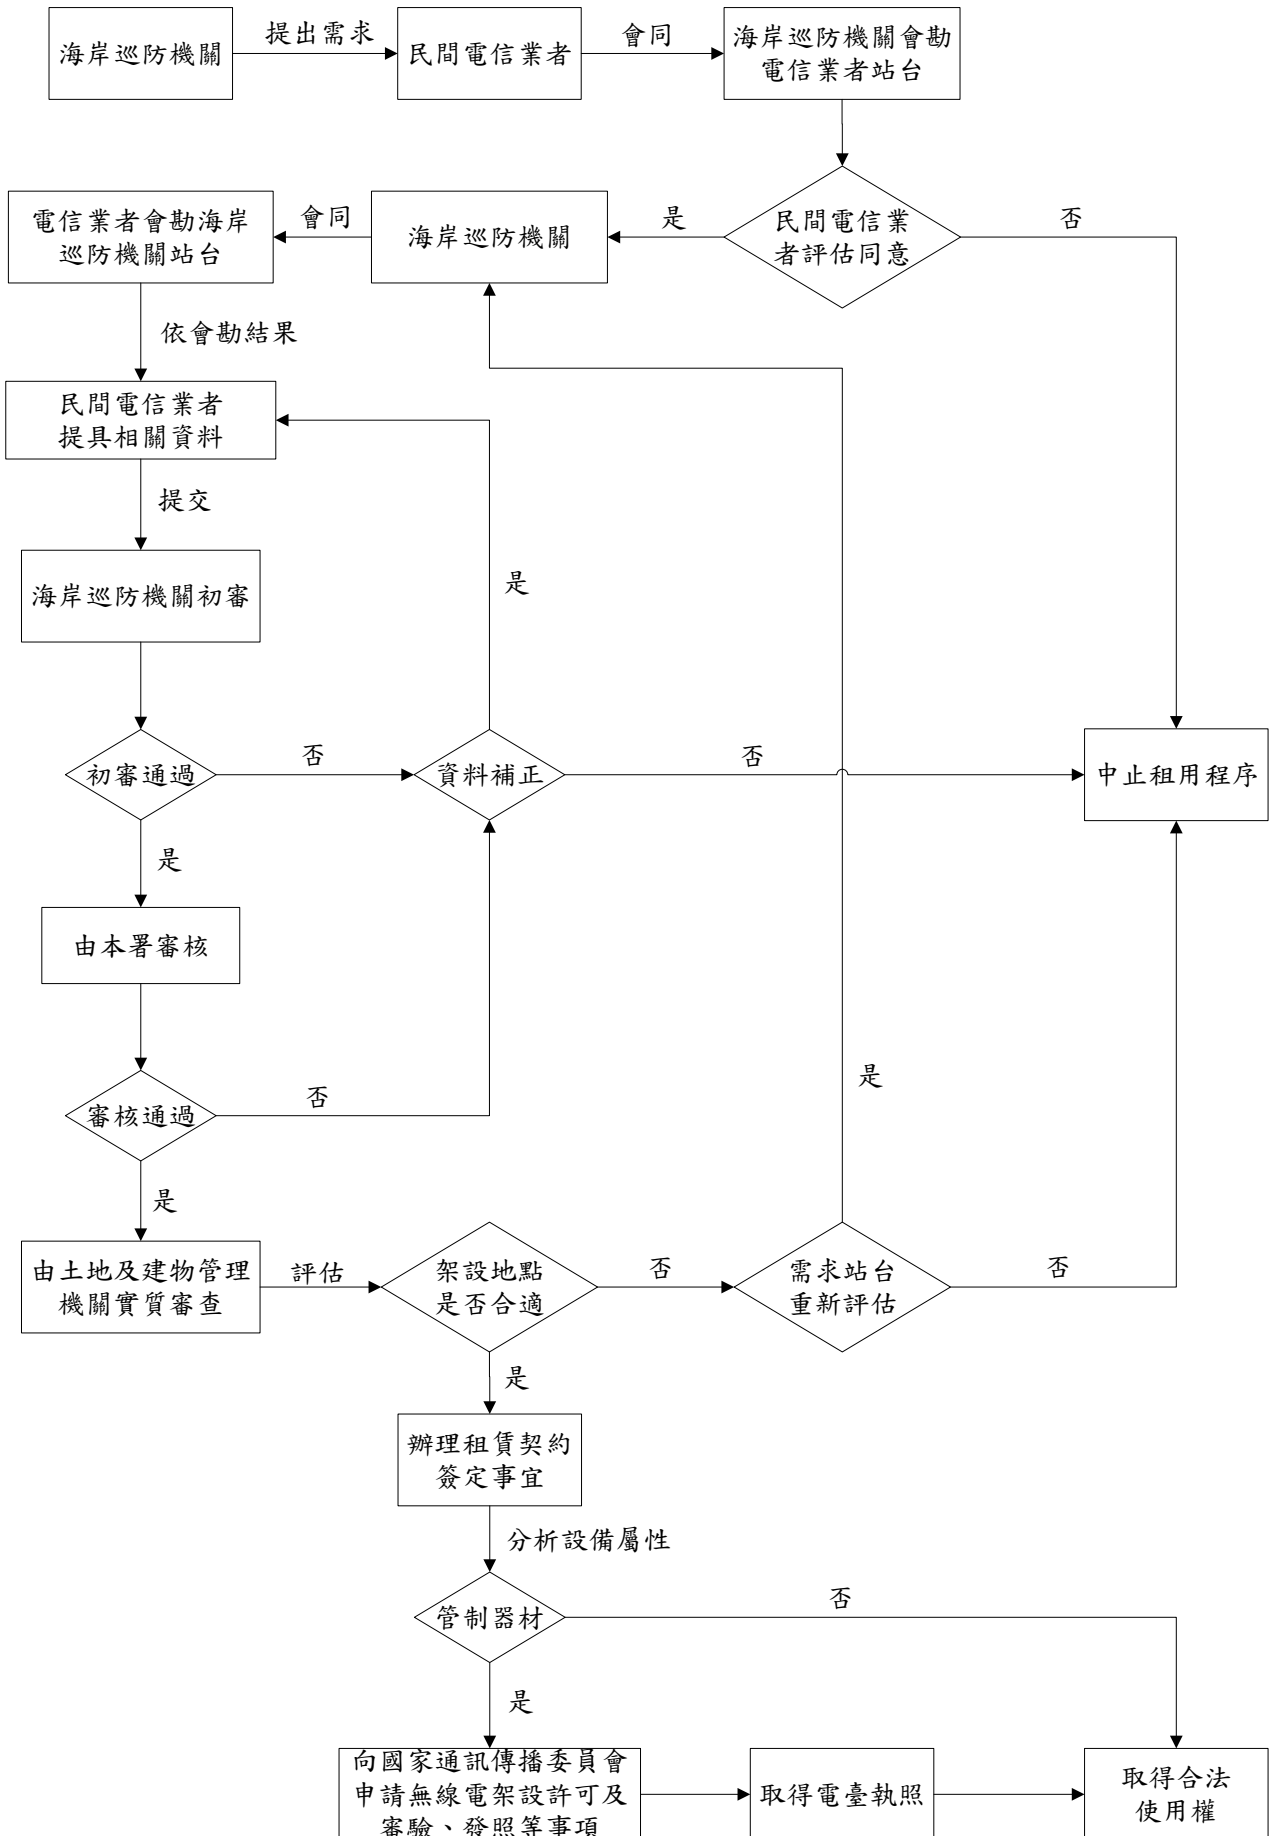 海岸巡防機關
提出需求
民間電信業者
會同
海岸巡防機關會勘
電信業者站台
電信業者會勘海岸
巡防機關站台
會同
海岸巡防機關
是
民間電信業
者評估同意
否
依會勘結果
民間電信業者
提具相關資料
提交
海岸巡防機關初審
是
初審通過
否
資料補正
否
中止租用程序
是
由本署審核
是
審核通過
否
是
由土地及建物管理
機關實質審查
評估
架設地點
是否合適
否
需求站台
重新評估
否
是
辦理租賃契約
簽定事宜
分析設備屬性
管制器材
否
是
向國家通訊傳播委員會
申請無線電架設許可及
審驗、發照等事項
取得電臺執照
取得合法
使用權